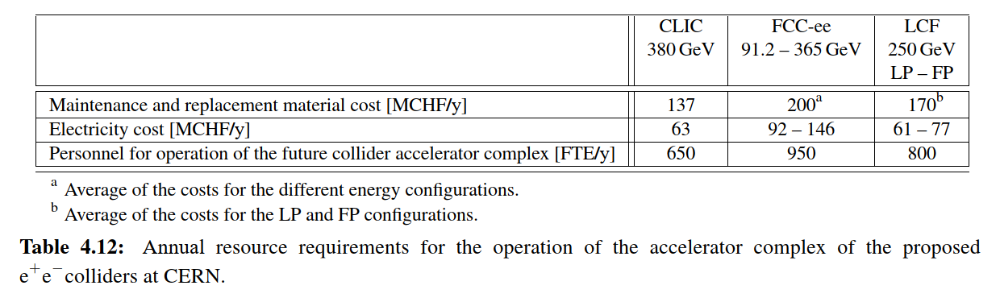 CLIC FCC-ee LCF
380 GeV 91.2 – 365 GeV 250 GeV
LP – FP
Maintenance and replacement material cost [MCHF/y] 137 200a 170b
Electricity cost [MCHF/y] 63 92 – 146 61 – 77
Personnel for operation of the future collider accelerator complex [FTE/y] 650 950 800
a Average of the costs for the different energy configurations.
b Average of the costs for the LP and FP configurations.
Table 4.12: Annual resource requirements for the operation of the accelerator complex of the proposed
e+e− colliders at CERN.